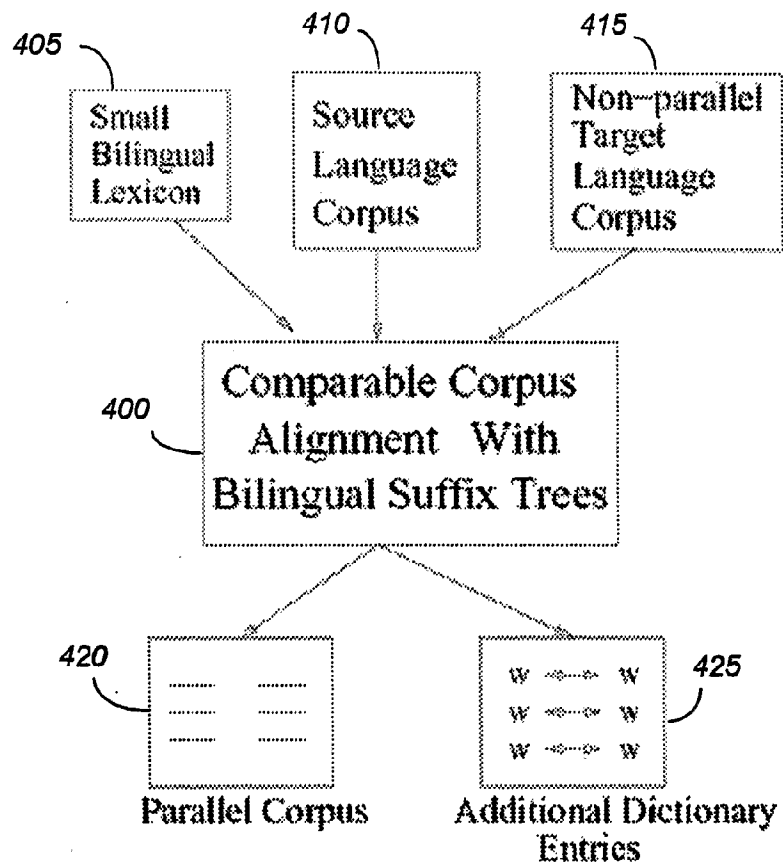 405
410
415
Small
Bilingual
Lexicon
Source
Language
Corpus
Non-parallel
Target
Language
Corpus
400
Comparable Corpus
Alignment With
Bilingual Suffix Trees
420
425
W W
W W
W W
Parallel Corpus
Additional Dictionary
Entries